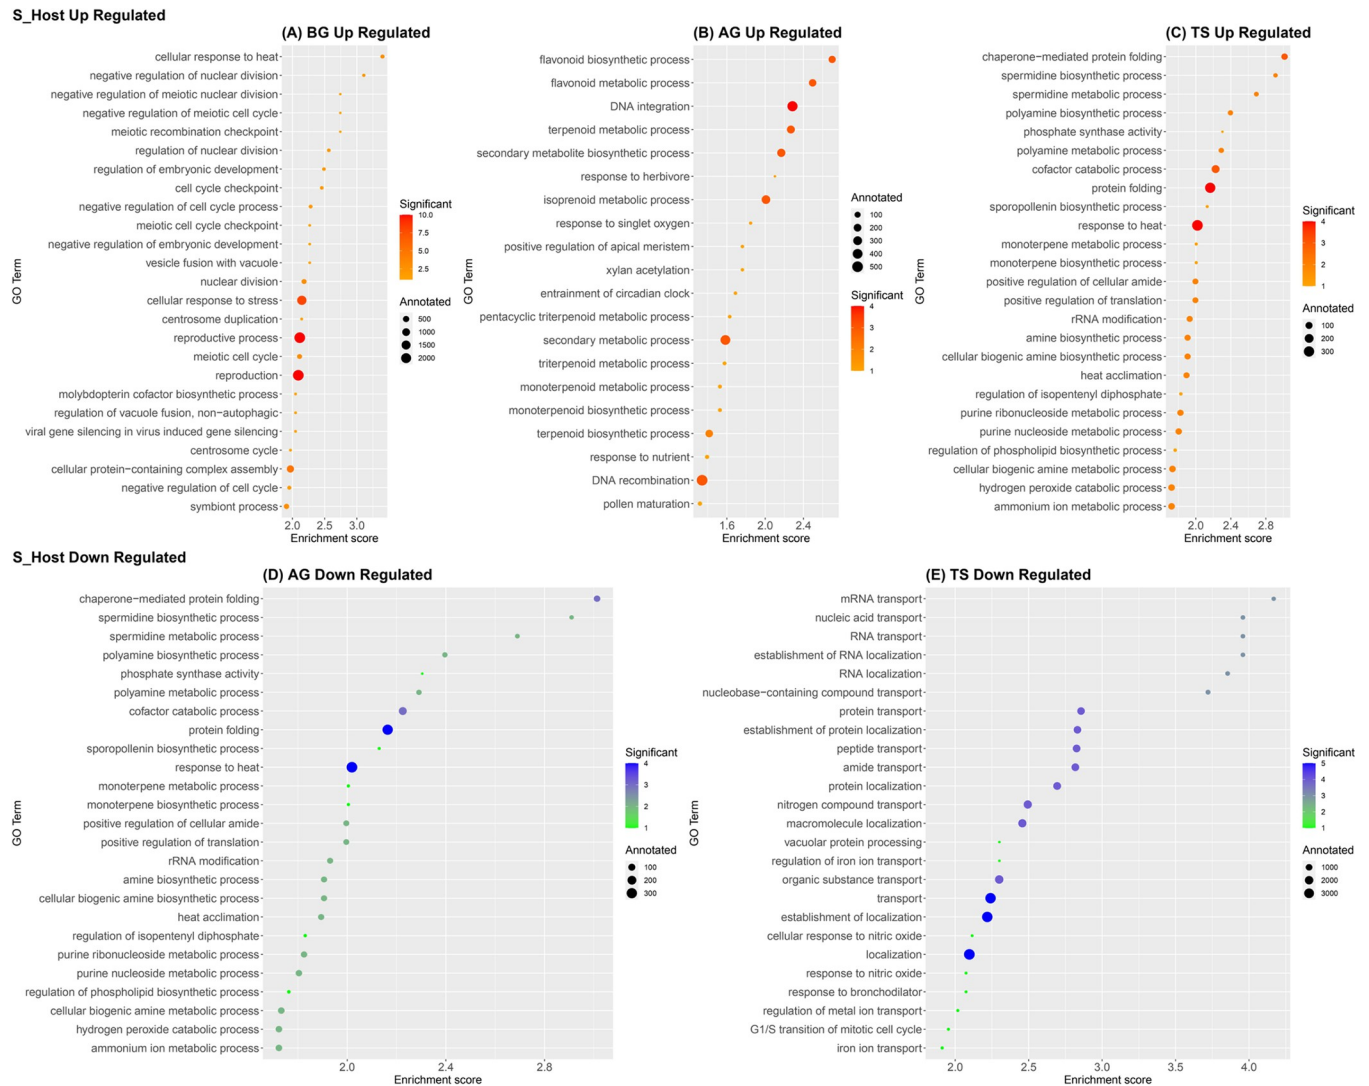 S_Host Up Regulated
(A) BG Up Regulated
GO Term
cellular response to heat
negative regulation of nuclear division
negative regulation of meiotic nuclear division
negative regulation of meiotic cell cycle
meiotic recombination checkpoint
regulation of nuclear division
regulation of embryonic development
cell cycle checkpoint
negative regulation of cell cycle process
meiotic cell cycle checkpoint
negative regulation of embryonic development
vesicle fusion with vacuole
nuclear division
cellular response to stress
centrosome duplication
reproductive process
meiotic cell cycle
reproduction
molybdopterin cofactor biosynthetic process
regulation of vacuole fusion, non−autophagic
viral gene silencing in virus induced gene silencing
centrosome cycle
cellular protein−containing complex assembly
negative regulation of cell cycle
symbiont process
2.0 2.5 3.0
Enrichment score
Significant
10.0
7.5
5.0
2.5
Annotated
500
1000
1500
2000
(B) AG Up Regulated
GO Term
flavonoid biosynthetic process
flavonoid metabolic process
DNA integration
terpenoid metabolic process
secondary metabolite biosynthetic process
response to herbivore
isoprenoid metabolic process
response to singlet oxygen
positive regulation of apical meristem
xylan acetylation
entrainment of circadian clock
pentacyclic triterpenoid metabolic process
secondary metabolic process
triterpenoid metabolic process
monoterpenoid metabolic process
monoterpenoid biosynthetic process
terpenoid biosynthetic process
response to nutrient
DNA recombination
pollen maturation
1.6 2.0 2.4
Enrichment score
Annotated
100
200
300
400
500
Significant
4
3
2
1
(C) TS Up Regulated
GO Term
chaperone−mediated protein folding
spermidine biosynthetic process
spermidine metabolic process
polyamine biosynthetic process
phosphate synthase activity
polyamine metabolic process
cofactor catabolic process
protein folding
sporopollenin biosynthetic process
response to heat
monoterpene metabolic process
monoterpene biosynthetic process
positive regulation of cellular amide
positive regulation of translation
rRNA modification
amine biosynthetic process
cellular biogenic amine biosynthetic process
heat acclimation
regulation of isopentenyl diphosphate
purine ribonucleoside metabolic process
purine nucleoside metabolic process
regulation of phospholipid biosynthetic process
cellular biogenic amine metabolic process
hydrogen peroxide catabolic process
ammonium ion metabolic process
2.0 2.4 2.8
Enrichment score
Significant
4
3
2
1
Annotated
100
200
300
S_Host Down Regulated
(D) AG Down Regulated
GO Term
chaperone−mediated protein folding
spermidine biosynthetic process
spermidine metabolic process
polyamine biosynthetic process
phosphate synthase activity
polyamine metabolic process
cofactor catabolic process
protein folding
sporopollenin biosynthetic process
response to heat
monoterpene metabolic process
monoterpene biosynthetic process
positive regulation of cellular amide
positive regulation of translation
rRNA modification
amine biosynthetic process
cellular biogenic amine biosynthetic process
heat acclimation
regulation of isopentenyl diphosphate
purine ribonucleoside metabolic process
purine nucleoside metabolic process
regulation of phospholipid biosynthetic process
cellular biogenic amine metabolic process
hydrogen peroxide catabolic process
ammonium ion metabolic process
2.0 2.4 2.8
Enrichment score
Significant
4
3
2
1
Annotated
100
200
300
(E) TS Down Regulated
GO Term
mRNA transport
nucleic acid transport
RNA transport
establishment of RNA localization
RNA localization
nucleobase−containing compound transport
protein transport
establishment of protein localization
peptide transport
amide transport
protein localization
nitrogen compound transport
macromolecule localization
vacuolar protein processing
regulation of iron ion transport
organic substance transport
transport
establishment of localization
cellular response to nitric oxide
localization
response to nitric oxide
response to bronchodilator
regulation of metal ion transport
G1/S transition of mitotic cell cycle
iron ion transport
2.0 2.5 3.0 3.5 4.0
Enrichment score
Significant
5
4
3
2
1
Annotated
1000
2000
3000